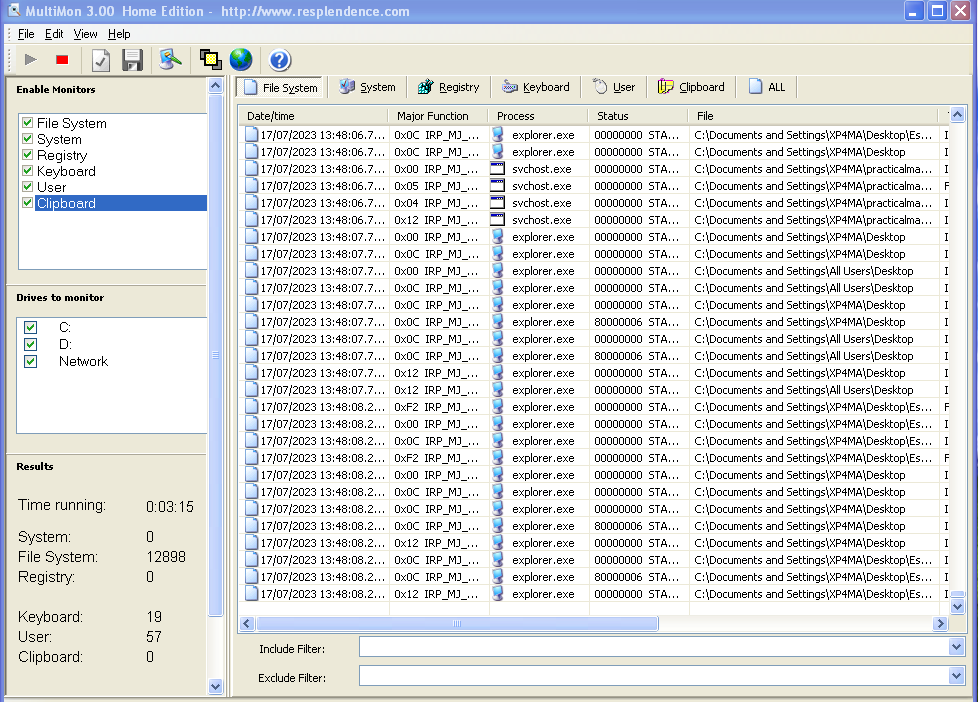 MultiMon 3.00 Home Edition - http://www.resplendence.com
File Edit View Help
Enable Monitors
File System
System
Registry
Keyboard
User
Clipboard
Drives to monitor
C:
D:
Network
Results
Time running: 0:03:15
System: 0
File System: 12898
Registry: 0
Keyboard: 19
User: 57
Clipboard: 0
File System System Registry Keyboard User Clipboard ALL
Date/time Major Function Process Status File
17/07/2023 13:48:06.7... 0x0C IRP_MJ_... explorer.exe 00000000 STA... C:\Documents and Settings\XP4MA\Desktop\Es...
17/07/2023 13:48:06.7... 0x0C IRP_MJ_... explorer.exe 00000000 STA... C:\Documents and Settings\XP4MA\Desktop
17/07/2023 13:48:06.7... 0x00 IRP_MJ_... svchost.exe 00000000 STA... C:\Documents and Settings\XP4MA\practicalma...
17/07/2023 13:48:06.7... 0x05 IRP_MJ_... svchost.exe 00000000 STA... C:\Documents and Settings\XP4MA\practicalma...
17/07/2023 13:48:06.7... 0x04 IRP_MJ_... svchost.exe 00000000 STA... C:\Documents and Settings\XP4MA\practicalma...
17/07/2023 13:48:06.7... 0x12 IRP_MJ_... svchost.exe 00000000 STA... C:\Documents and Settings\XP4MA\practicalma...
17/07/2023 13:48:07.7... 0x00 IRP_MJ_... explorer.exe 00000000 STA... C:\Documents and Settings\XP4MA\Desktop
17/07/2023 13:48:07.7... 0x0C IRP_MJ_... explorer.exe 00000000 STA... C:\Documents and Settings\XP4MA\Desktop
17/07/2023 13:48:07.7... 0x00 IRP_MJ_... explorer.exe 00000000 STA... C:\Documents and Settings\All Users\Desktop
17/07/2023 13:48:07.7... 0x0C IRP_MJ_... explorer.exe 00000000 STA... C:\Documents and Settings\All Users\Desktop
17/07/2023 13:48:07.7... 0x0C IRP_MJ_... explorer.exe 00000000 STA... C:\Documents and Settings\XP4MA\Desktop
17/07/2023 13:48:07.7... 0x0C IRP_MJ_... explorer.exe 80000006 STA... C:\Documents and Settings\XP4MA\Desktop
17/07/2023 13:48:07.7... 0x0C IRP_MJ_... explorer.exe 00000000 STA... C:\Documents and Settings\All Users\Desktop
17/07/2023 13:48:07.7... 0x0C IRP_MJ_... explorer.exe 80000006 STA... C:\Documents and Settings\All Users\Desktop
17/07/2023 13:48:07.7... 0x12 IRP_MJ_... explorer.exe 00000000 STA... C:\Documents and Settings\XP4MA\Desktop
17/07/2023 13:48:07.7... 0x12 IRP_MJ_... explorer.exe 00000000 STA... C:\Documents and Settings\All Users\Desktop
17/07/2023 13:48:08.2... 0xF2 IRP_MJ_... explorer.exe 00000000 STA... C:\Documents and Settings\XP4MA\Desktop\Es...
17/07/2023 13:48:08.2... 0x00 IRP_MJ_... explorer.exe 00000000 STA... C:\Documents and Settings\XP4MA\Desktop\Es...
17/07/2023 13:48:08.2... 0x0C IRP_MJ_... explorer.exe 00000000 STA... C:\Documents and Settings\XP4MA\Desktop\Es...
17/07/2023 13:48:08.2... 0xF2 IRP_MJ_... explorer.exe 00000000 STA... C:\Documents and Settings\XP4MA\Desktop\Es...
17/07/2023 13:48:08.2... 0x00 IRP_MJ_... explorer.exe 00000000 STA... C:\Documents and Settings\XP4MA\Desktop
17/07/2023 13:48:08.2... 0x0C IRP_MJ_... explorer.exe 00000000 STA... C:\Documents and Settings\XP4MA\Desktop
17/07/2023 13:48:08.2... 0x0C IRP_MJ_... explorer.exe 00000000 STA... C:\Documents and Settings\XP4MA\Desktop
17/07/2023 13:48:08.2... 0x0C IRP_MJ_... explorer.exe 80000006 STA... C:\Documents and Settings\XP4MA\Desktop
17/07/2023 13:48:08.2... 0x12 IRP_MJ_... explorer.exe 00000000 STA... C:\Documents and Settings\XP4MA\Desktop
17/07/2023 13:48:08.2... 0x0C IRP_MJ_... explorer.exe 00000000 STA... C:\Documents and Settings\XP4MA\Desktop\Es...
17/07/2023 13:48:08.2... 0x0C IRP_MJ_... explorer.exe 80000006 STA... C:\Documents and Settings\XP4MA\Desktop\Es...
17/07/2023 13:48:08.2... 0x12 IRP_MJ_... explorer.exe 00000000 STA... C:\Documents and Settings\XP4MA\Desktop\Es...
Include Filter:
Exclude Filter: